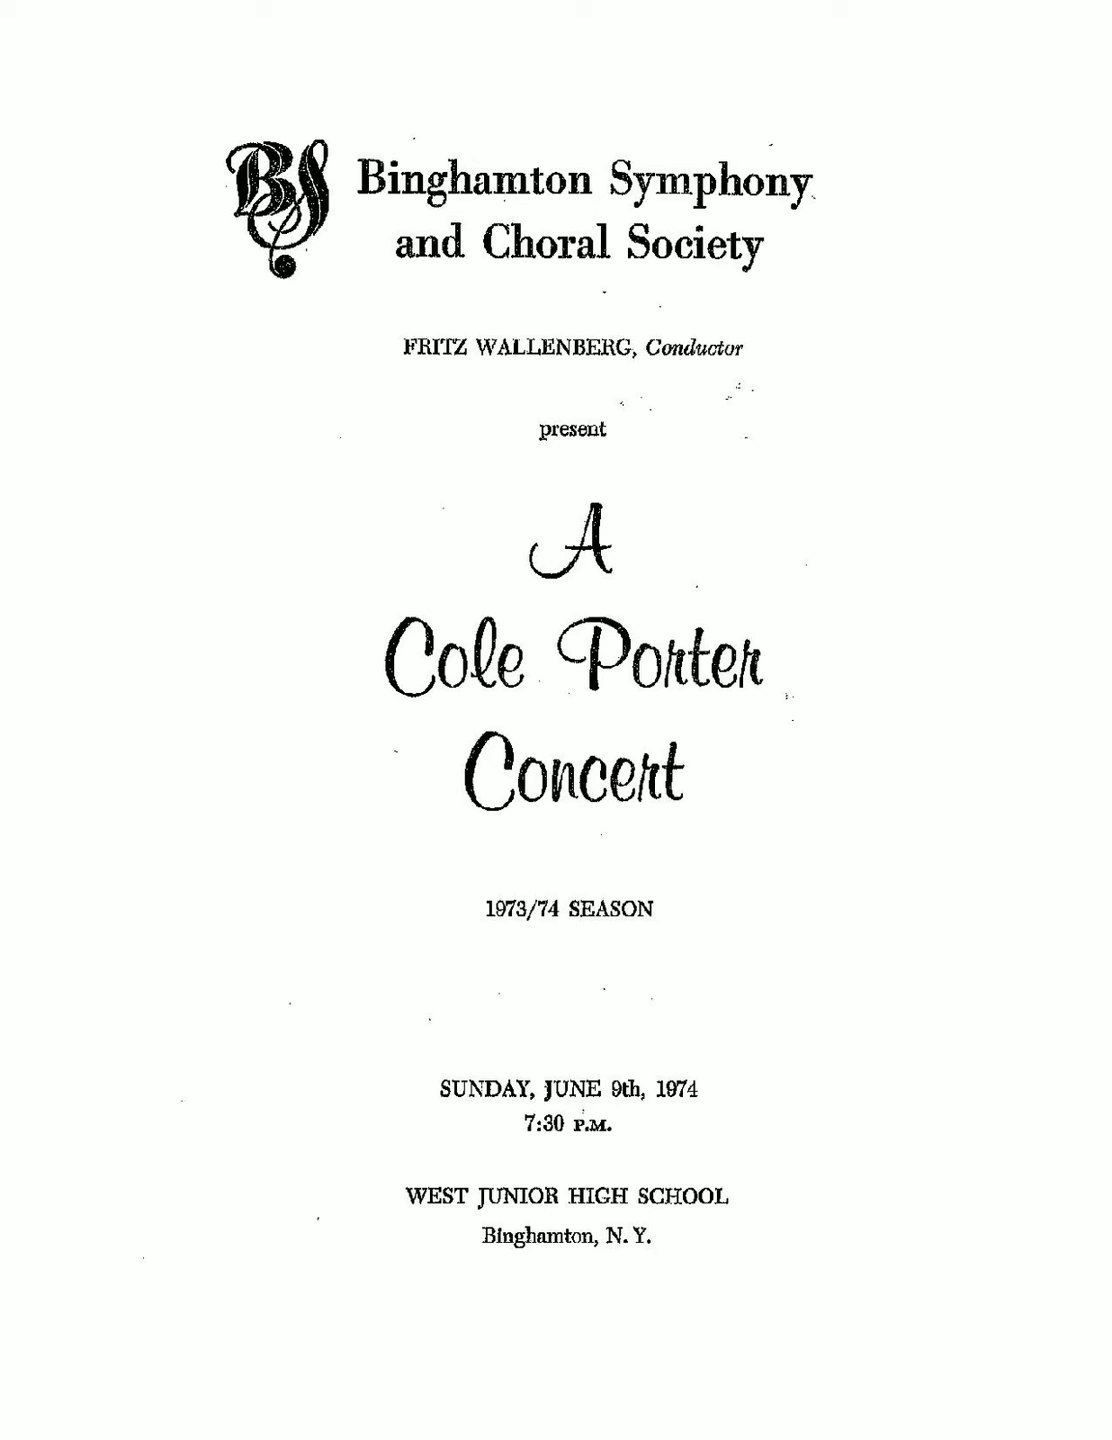 BS Binghamton Symphony
and Choral Society
FRITZ WALLENBERG, Conductor
present
A
Cole Porter
Concert
1973/74 SEASON
SUNDAY, JUNE 9th, 1974
7:30 P.M.
WEST JUNIOR HIGH SCHOOL
Binghamton, N. Y.